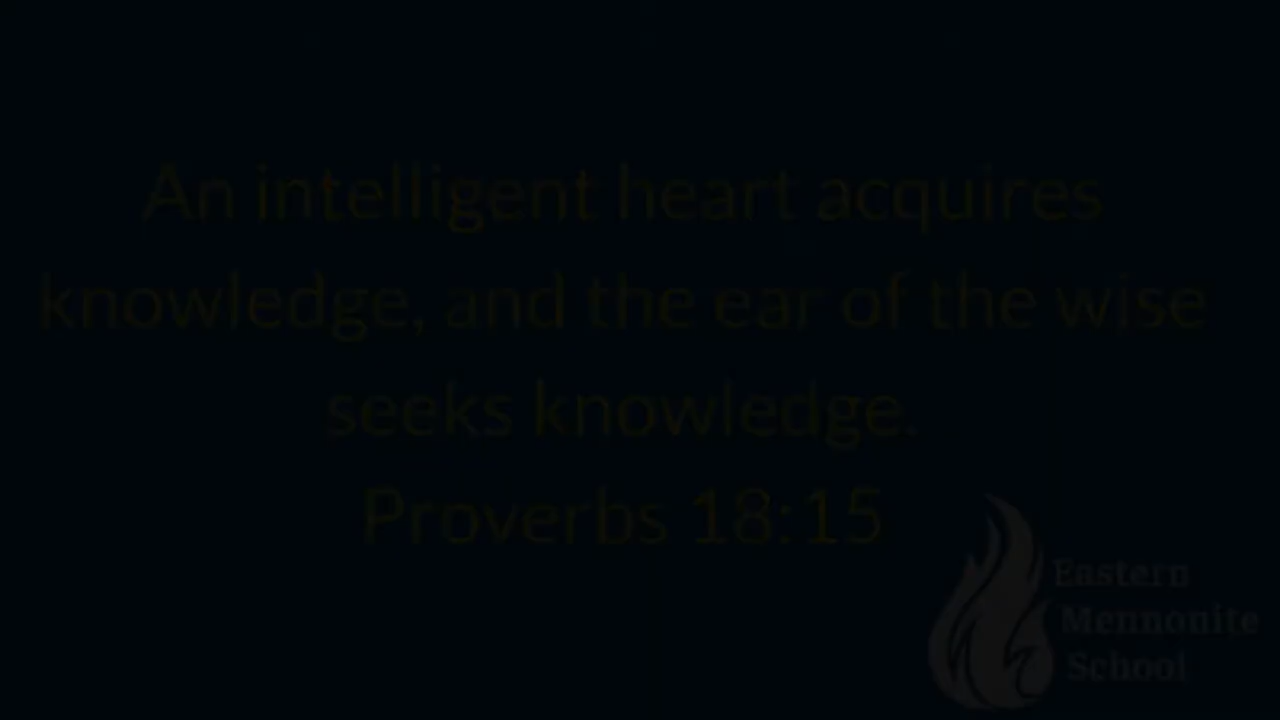 An intelligent heart acquires
knowledge, and the ear of the wise
seeks knowledge.
Proverbs 18:15
Eastern
Mennonite
School